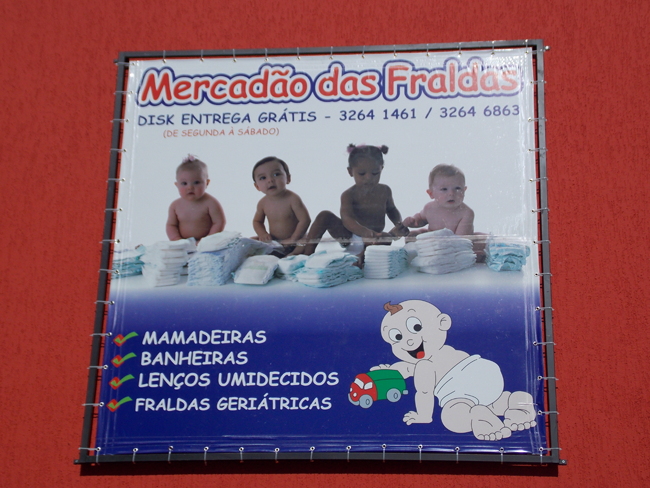 Mercadão das Fraldas
DISK ENTREGA GRÁTIS - 3264 1461 / 3264 6863
(DE SEGUNDA À SÁBADO)
MAMADEIRAS
BANHEIRAS
LENÇOS UMIDECIDOS
FRALDAS GERIÁTRICAS